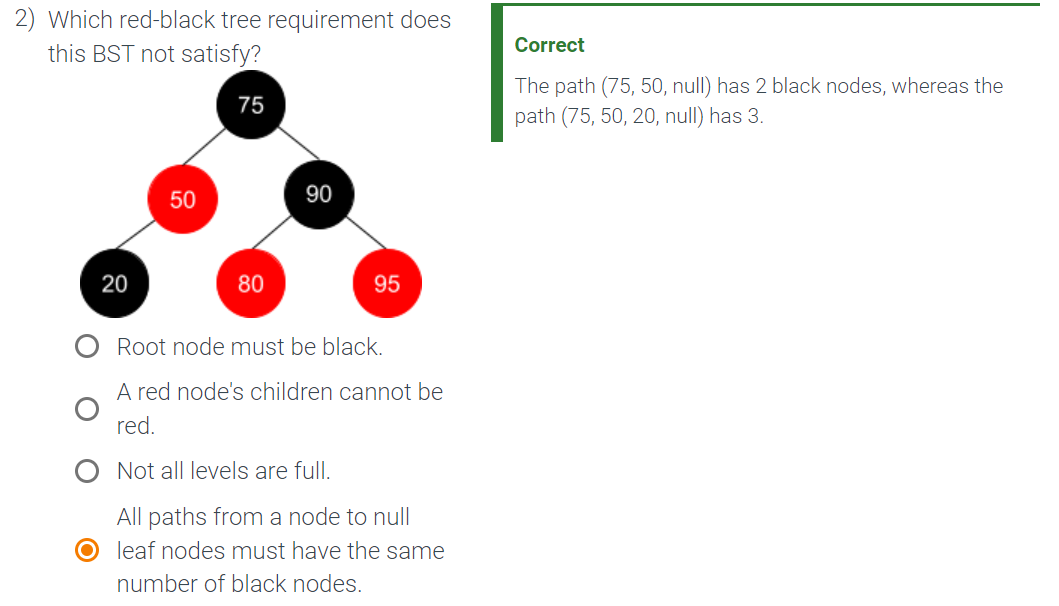 2) Which red-black tree requirement does
this BST not satisfy?
75
50
90
20
80
95
Root node must be black.
A red node's children cannot be
red.
Not all levels are full.
All paths from a node to null
leaf nodes must have the same
number of black nodes.
Correct
The path (75, 50, null) has 2 black nodes, whereas the
path (75, 50, 20, null) has 3.